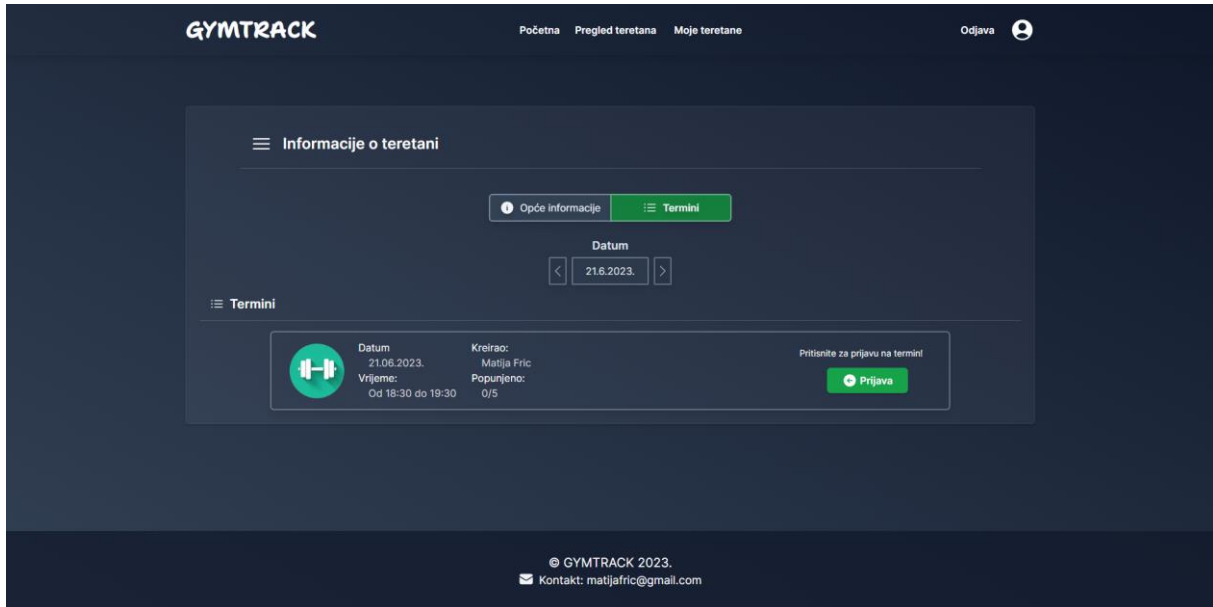 GYMTRACK
Početna Pregled teretana Moje teretane
Odjava
Informacije o teretani
Opće informacije
Termini
Datum
21.6.2023.
Termini
Datum
21.06.2023.
Vrijeme:
Od 18:30 do 19:30
Kreirao:
Matija Fric
Popunjeno:
0/5
Pritisnite za prijavu na termin!
Prijava
© GYMTRACK 2023.
Kontakt: matijafric@gmail.com